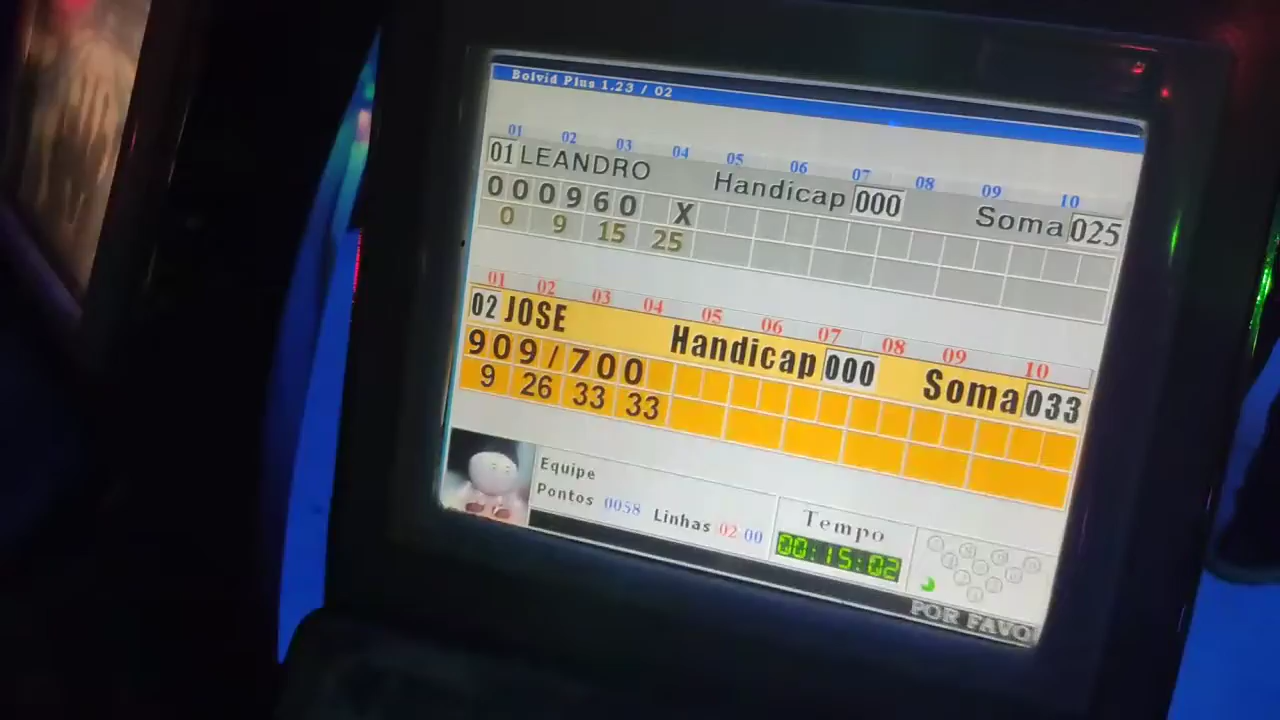 Bolvid Plus 1.23 / 02
01 02 03 04 05 06 07 08 09 10
01 LEANDRO Handicap 000 Soma 025
0 0 0 9 6 0 X
0 9 15 25
01 02 03 04 05 06 07 08 09 10
02 JOSE Handicap 000 Soma 033
9 0 9 / 7 0 0
9 26 33 33
Equipe
Pontos 0058 Linhas 02 00
Tempo
00:15:02
POR FAVO